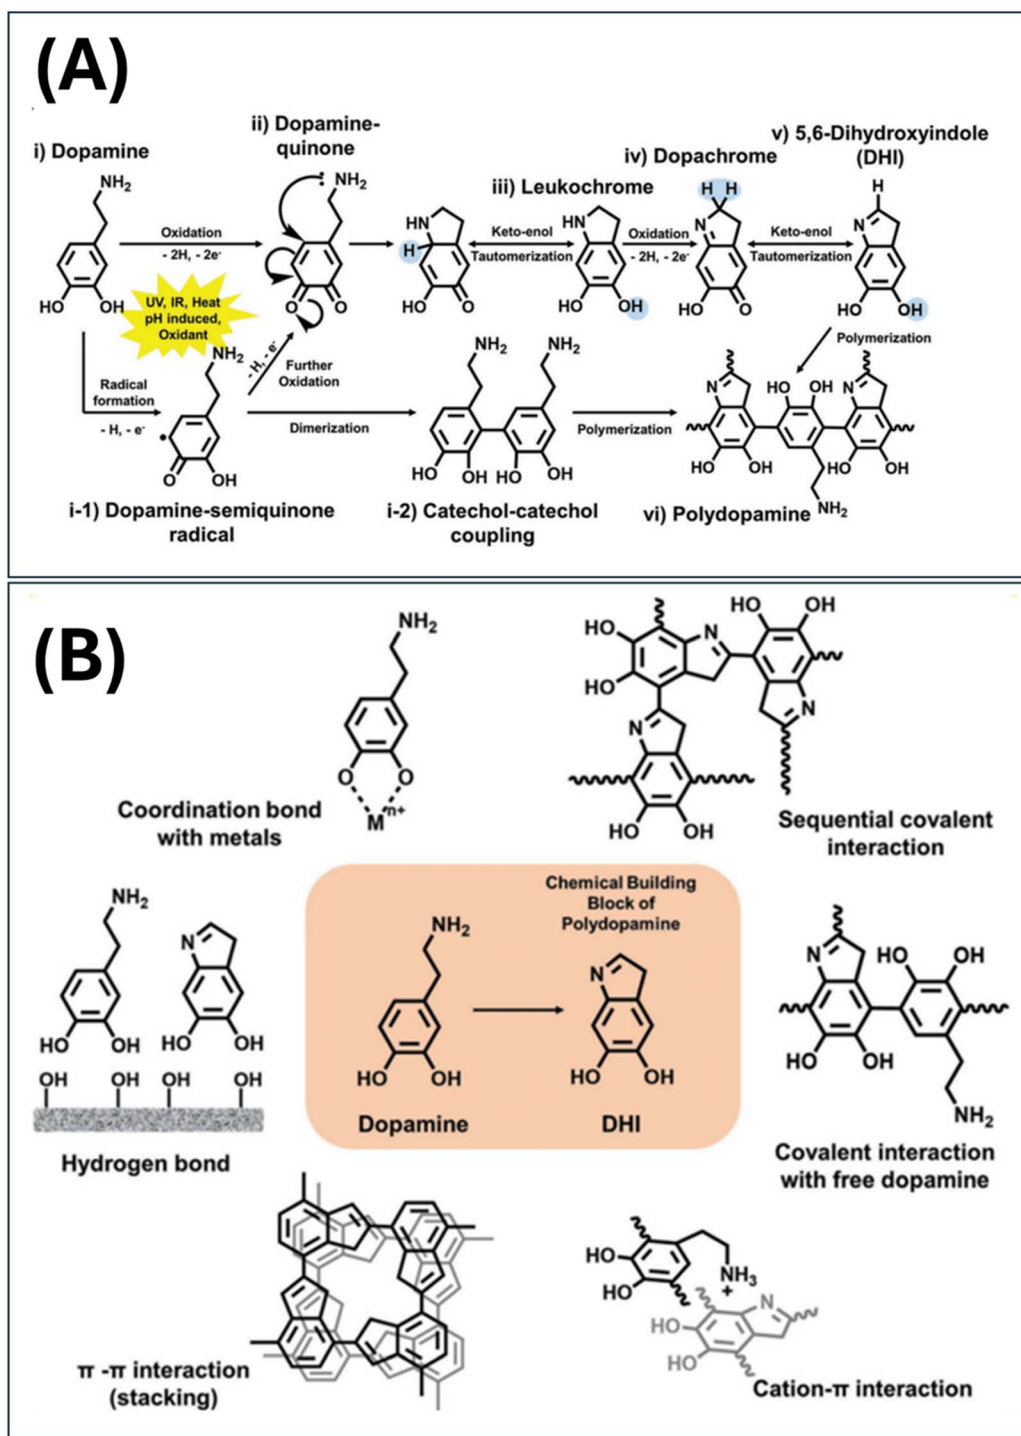 (A)
i) Dopamine
NH₂
HO
OH
Oxidation
- 2H, - 2e⁻
UV, IR, Heat
pH induced,
Oxidant
ii) Dopamine-
quinone
NH₂
O
O
HN
H
HO
O
Keto-enol
Tautomerization
iii) Leukochrome
HN
HO
OH
Oxidation
- 2H, - 2e⁻
iv) Dopachrome
H H
N
HO
O
Keto-enol
Tautomerization
v) 5,6-Dihydroxyindole
(DHI)
H
N
HO
OH
Polymerization
Radical
formation
- H, - e⁻
NH₂
O
OH
i-1) Dopamine-semiquinone
radical
- H, - e⁻
Further
Oxidation
Dimerization
NH₂
NH₂
HO
OH
HO
OH
i-2) Catechol-catechol
coupling
Polymerization
N
HO
OH
N
HO
OH
HO
OH
NH₂
vi) Polydopamine
(B)
NH₂
O
O
Mⁿ⁺
Coordination bond
with metals
HO
HO
N
HO
OH
N
N
HO
OH
Sequential covalent
interaction
NH₂
HO
OH
N
HO
OH
OH
OH
OH
OH
Hydrogen bond
Chemical Building
Block of
Polydopamine
NH₂
HO
OH
Dopamine
N
HO
OH
DHI
N
HO
OH
HO
OH
NH₂
Covalent interaction
with free dopamine
π -π interaction
(stacking)
HO
HO
NH₃
+
N
HO
HO
Cation-π interaction